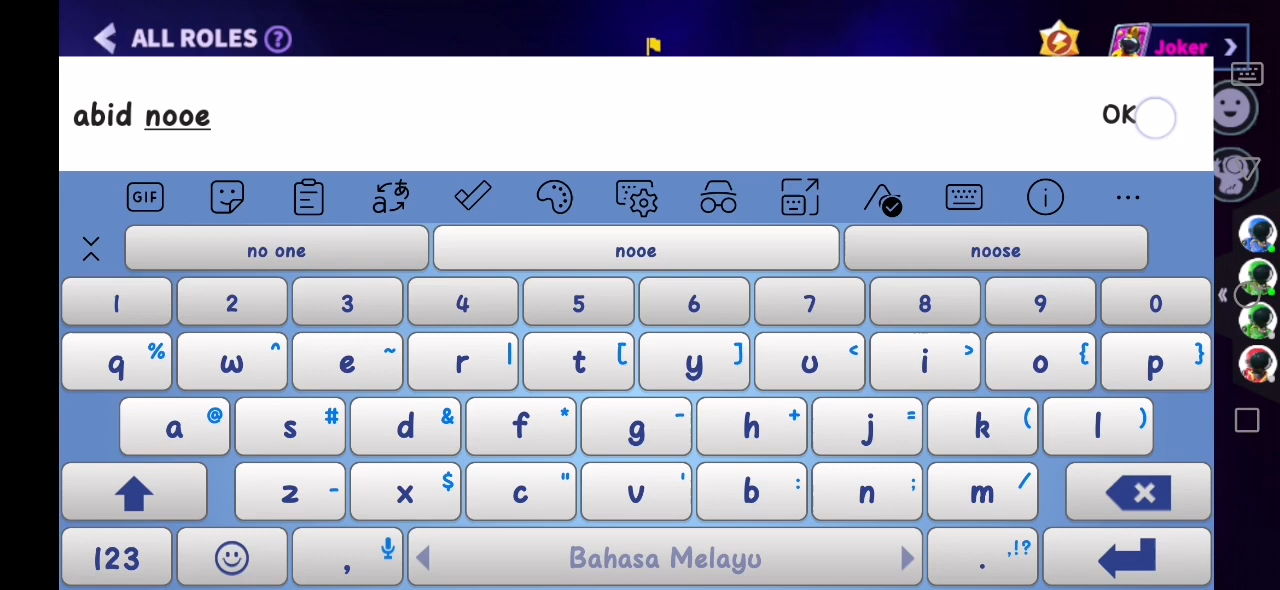 ALL ROLES ?
Joker
abid nooe
OK
GIF
no one nooe noose
1 2 3 4 5 6 7 8 9 0
q % w ^ e ~ r | t [ y ] u < i > o { p }
a @ s # d & f * g - h + j = k ( l )
z - x $ c " v ' b : n ; m /
123 , Bahasa Melayu . ,!?